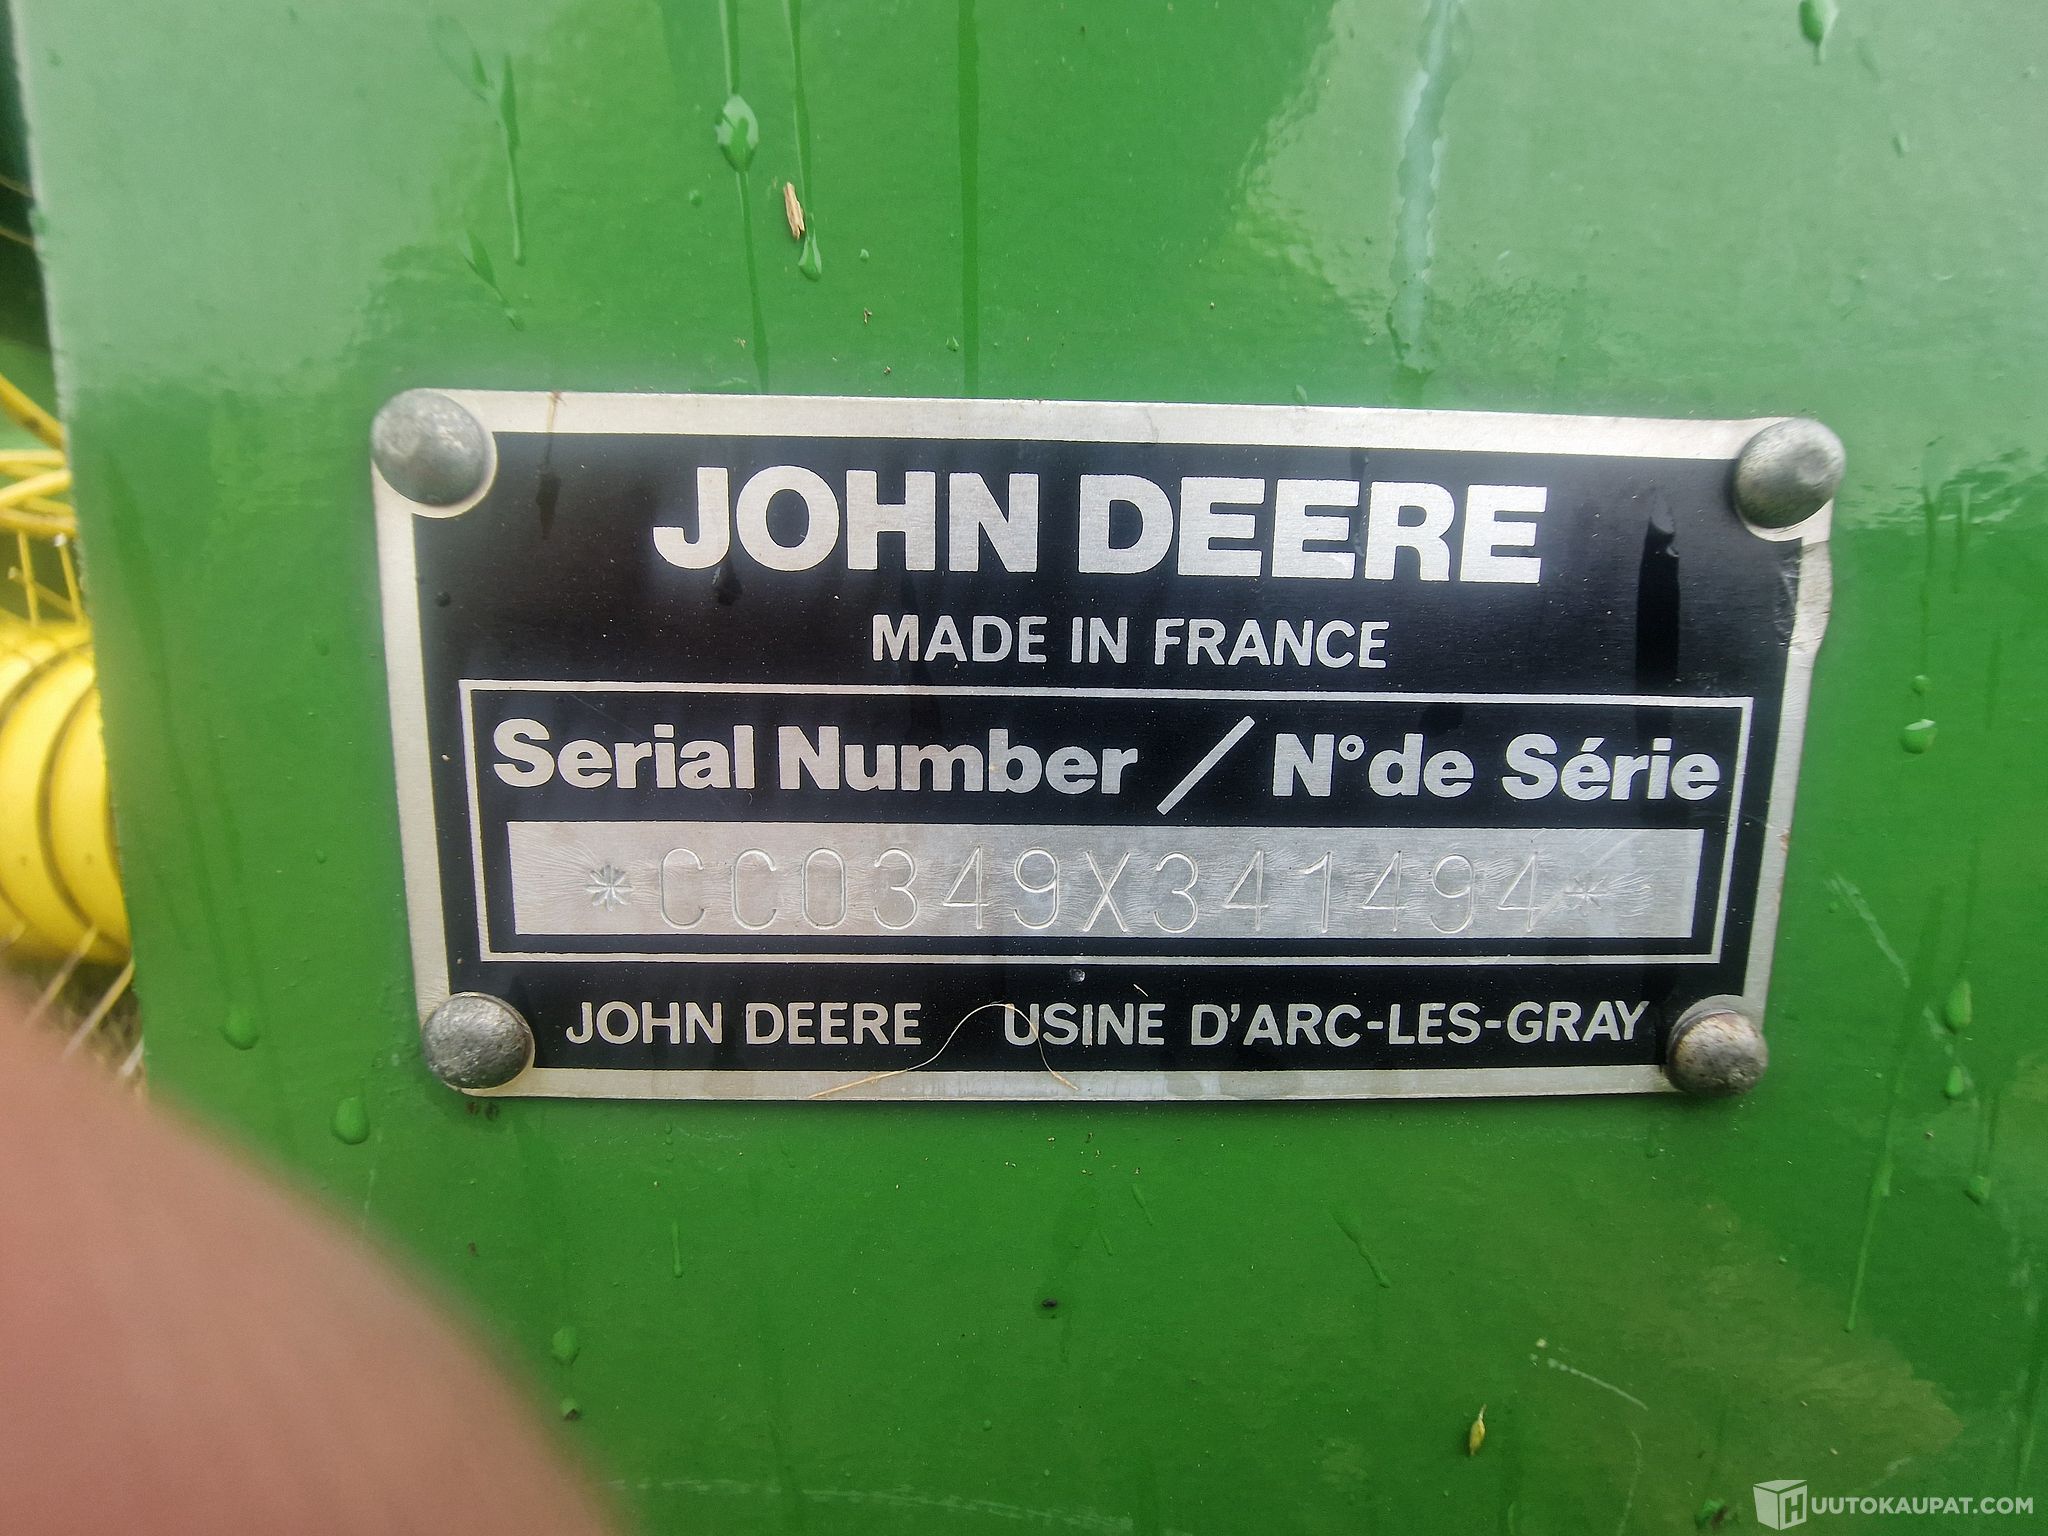 JOHN DEERE
MADE IN FRANCE
Serial Number / N° de Série
*CC0349X341494*
JOHN DEERE USINE D'ARC-LES-GRAY
HUUTOKAUPAT.COM